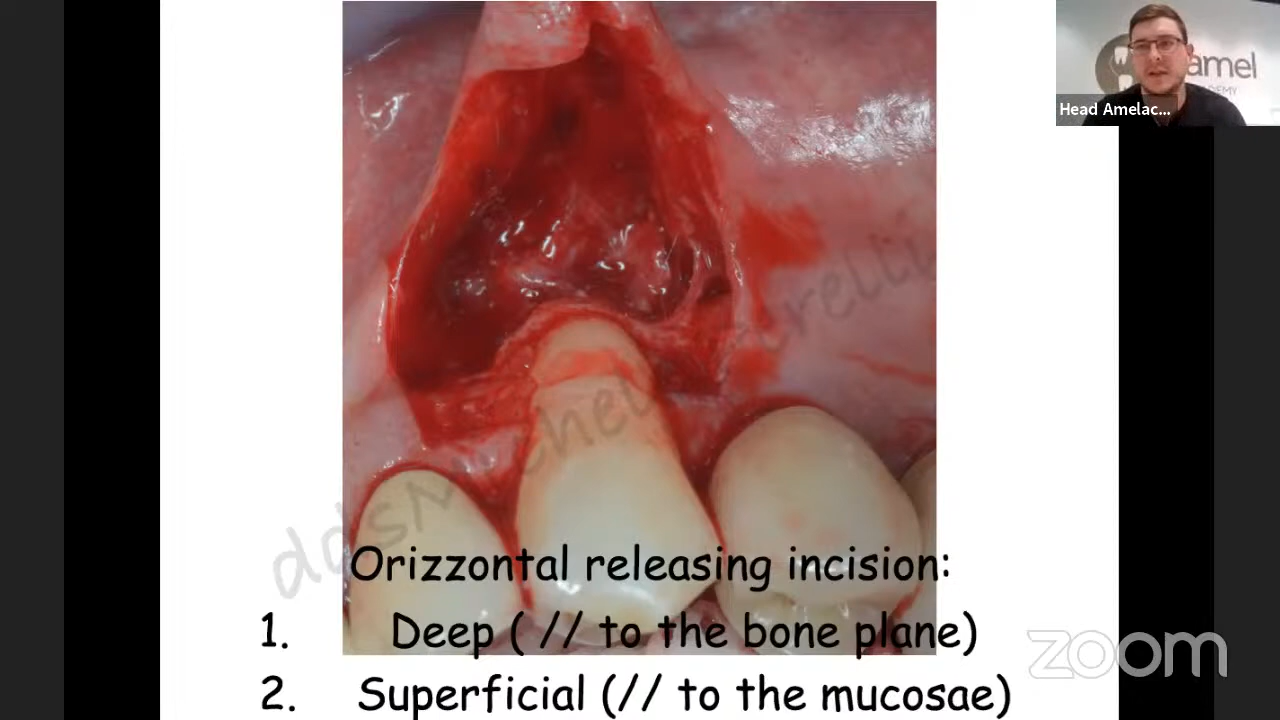 amel
Head Amelac...
Orizzontal releasing incision:
1. Deep ( // to the bone plane)
2. Superficial (// to the mucosae)
zoom